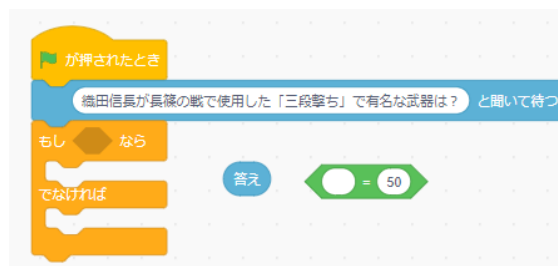 が押されたとき
織田信長が長篠の戦で使用した「三段撃ち」で有名な武器は？ と聞いて待つ
もし なら
答え = 50
でなければ